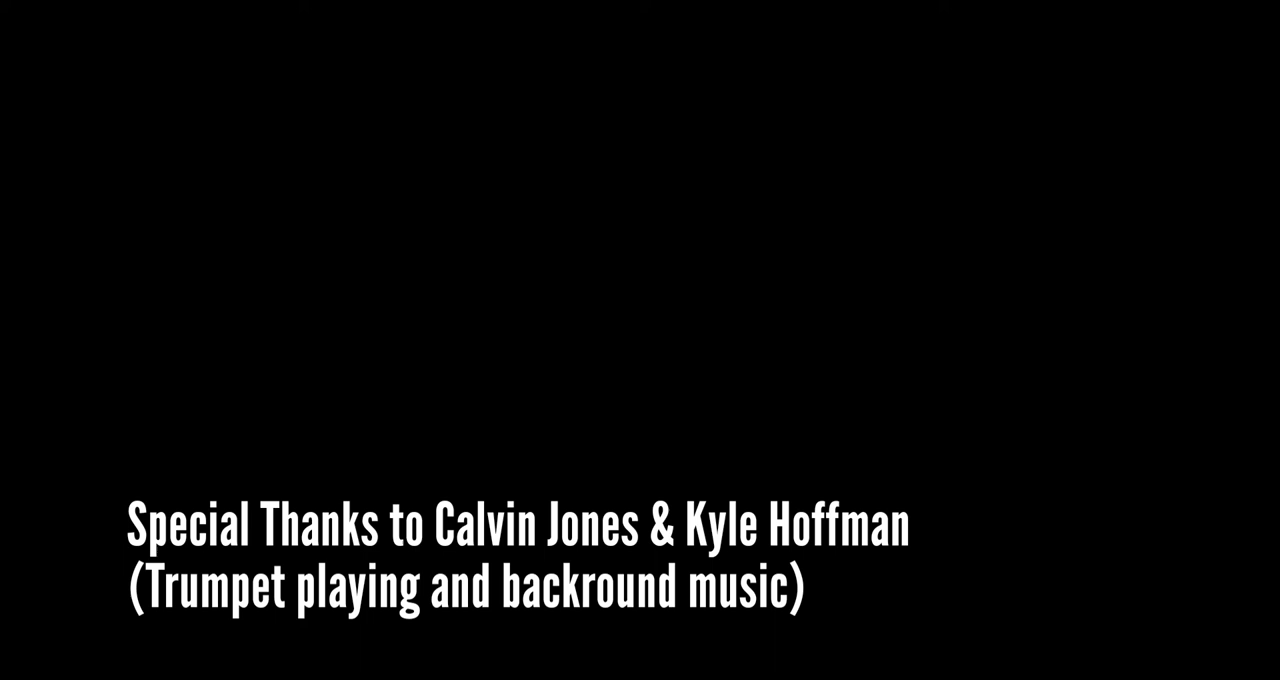 Special Thanks to Calvin Jones & Kyle Hoffman
(Trumpet playing and backround music)